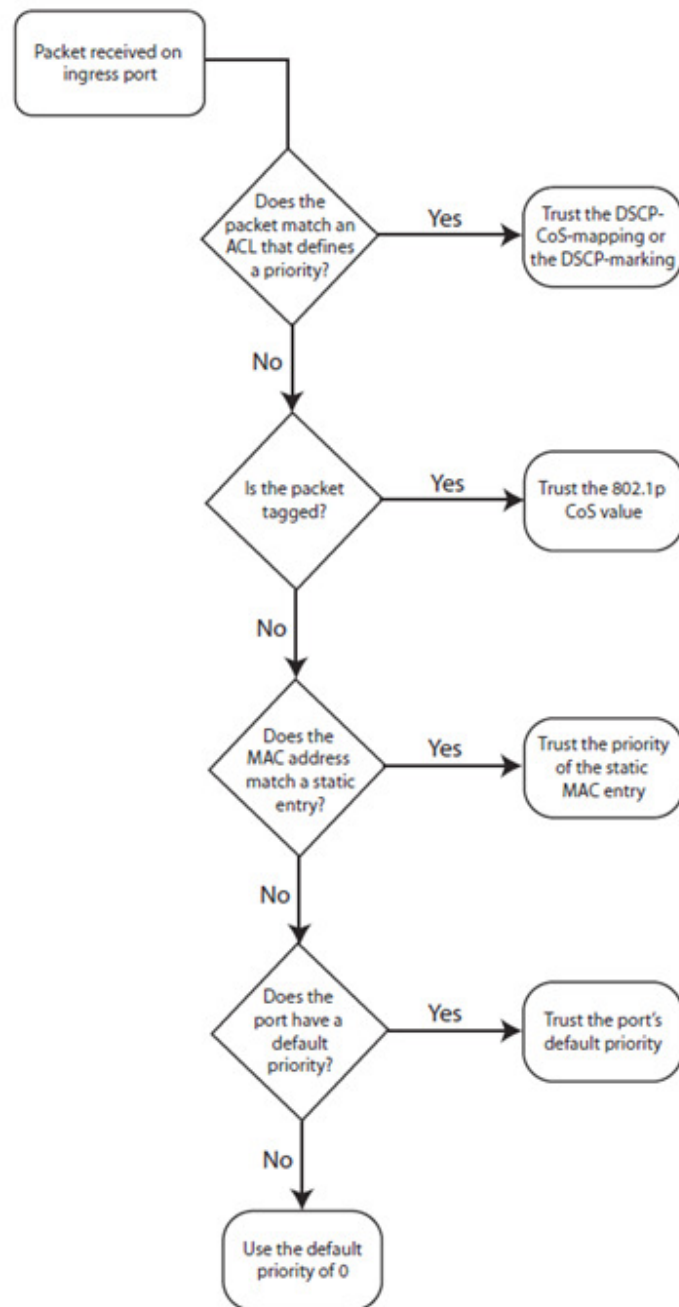 Packet received on
ingress port
Does the
packet match an
ACL that defines
a priority?
Yes
Trust the DSCP-
CoS-mapping or
the DSCP-marking
No
Is the packet
tagged?
Yes
Trust the 802.1p
CoS value
No
Does the
MAC address
match a static
entry?
Yes
Trust the priority
of the static
MAC entry
No
Does the
port have a
default
priority?
Yes
Trust the port's
default priority
No
Use the default
priority of 0